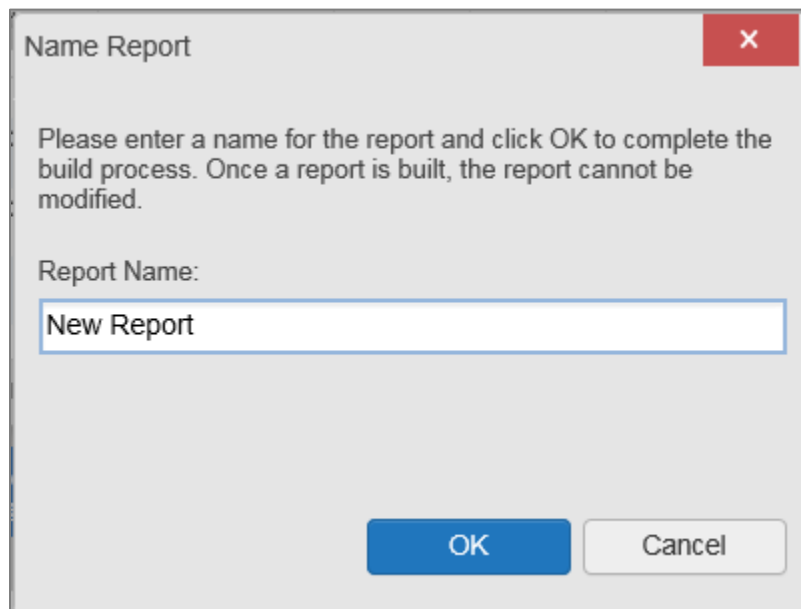 Name Report
Please enter a name for the report and click OK to complete the
build process. Once a report is built, the report cannot be
modified.
Report Name:
New Report
OK
Cancel